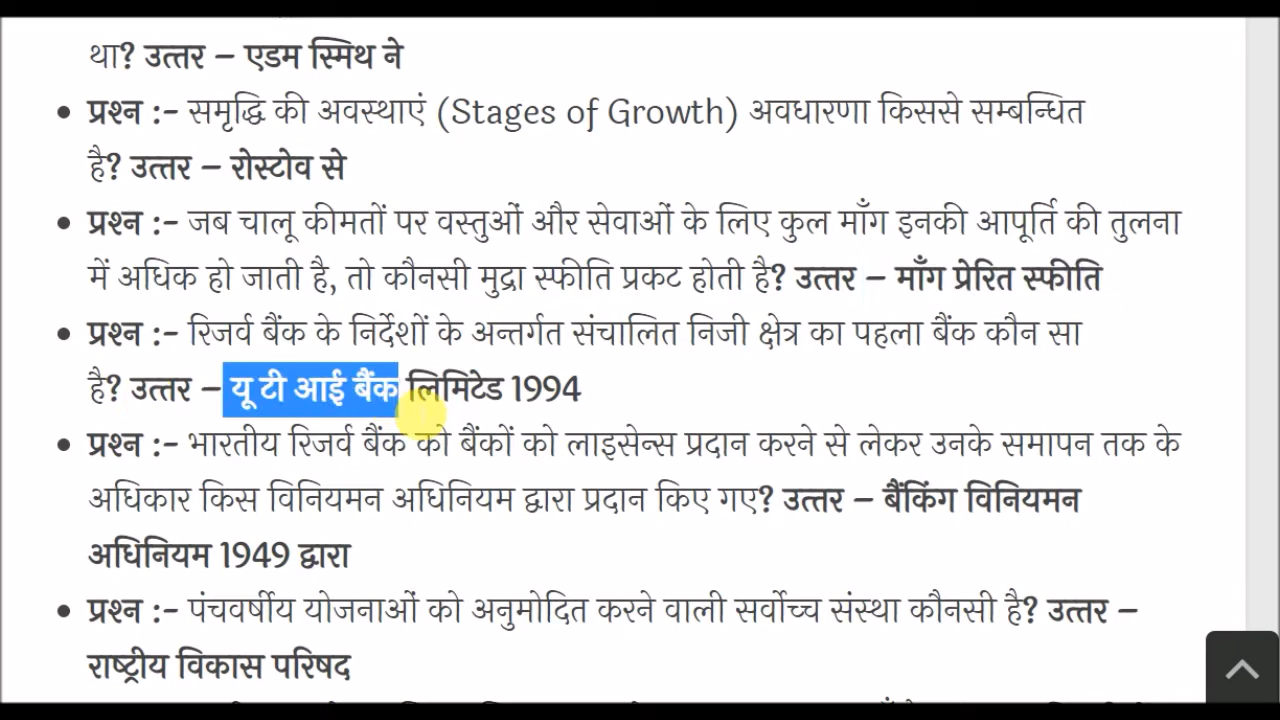 था? उत्तर – एडम स्मिथ ने
• प्रश्न :- समृद्धि की अवस्थाएं (Stages of Growth) अवधारणा किससे सम्बन्धित
है? उत्तर – रोस्टोव से
• प्रश्न :- जब चालू कीमतों पर वस्तुओं और सेवाओं के लिए कुल माँग इनकी आपूर्ति की तुलना
में अधिक हो जाती है, तो कौनसी मुद्रा स्फीति प्रकट होती है? उत्तर – माँग प्रेरित स्फीति
• प्रश्न :- रिजर्व बैंक के निर्देशों के अन्तर्गत संचालित निजी क्षेत्र का पहला बैंक कौन सा
है? उत्तर – यू टी आई बैंक लिमिटेड 1994
• प्रश्न :- भारतीय रिजर्व बैंक को बैंकों को लाइसेन्स प्रदान करने से लेकर उनके समापन तक के
अधिकार किस विनियमन अधिनियम द्वारा प्रदान किए गए? उत्तर – बैंकिंग विनियमन
अधिनियम 1949 द्वारा
• प्रश्न :- पंचवर्षीय योजनाओं को अनुमोदित करने वाली सर्वोच्च संस्था कौनसी है? उत्तर –
राष्ट्रीय विकास परिषद